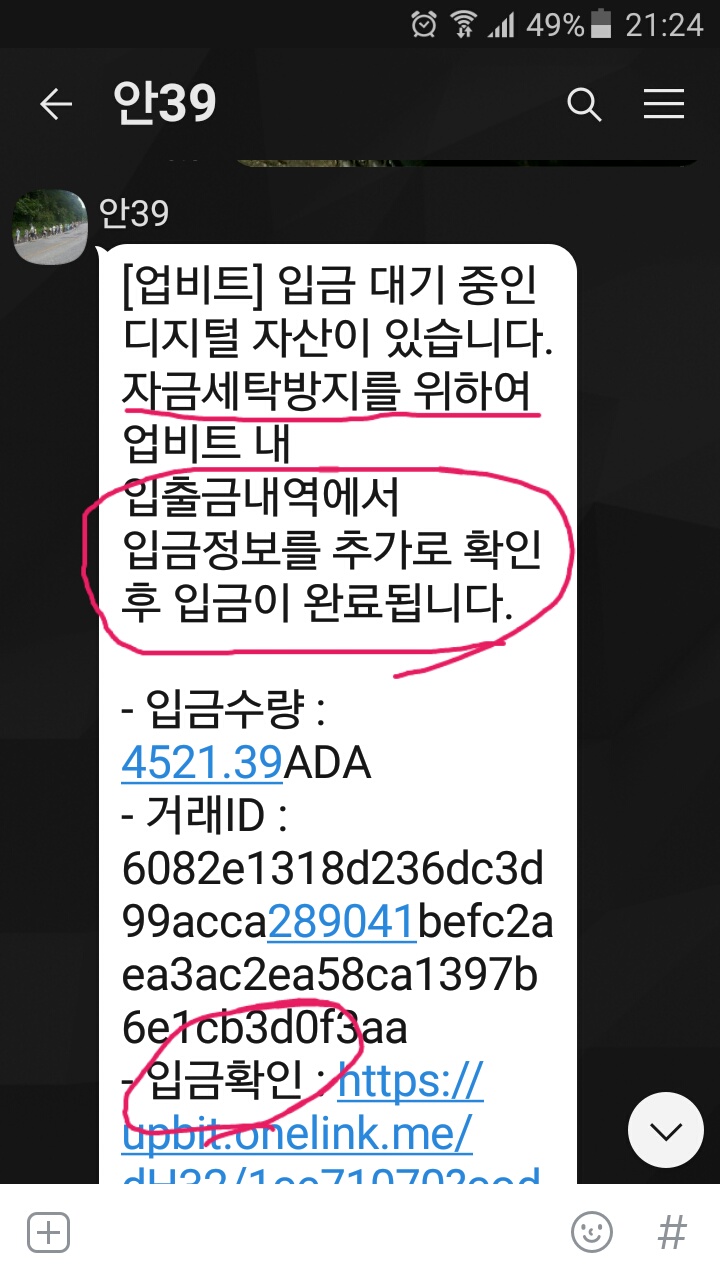 49% 21:24
안39
안39
[업비트] 입금 대기 중인
디지털 자산이 있습니다.
자금세탁방지를 위하여
업비트 내
입출금내역에서
입금정보를 추가로 확인
후 입금이 완료됩니다.
- 입금수량 :
4521.39ADA
- 거래ID :
6082e1318d236dc3d
99acca289041befc2a
ea3ac2ea58ca1397b
6e1cb3d0f3aa
- 입금확인 : https://
upbit.onelink.me/
#